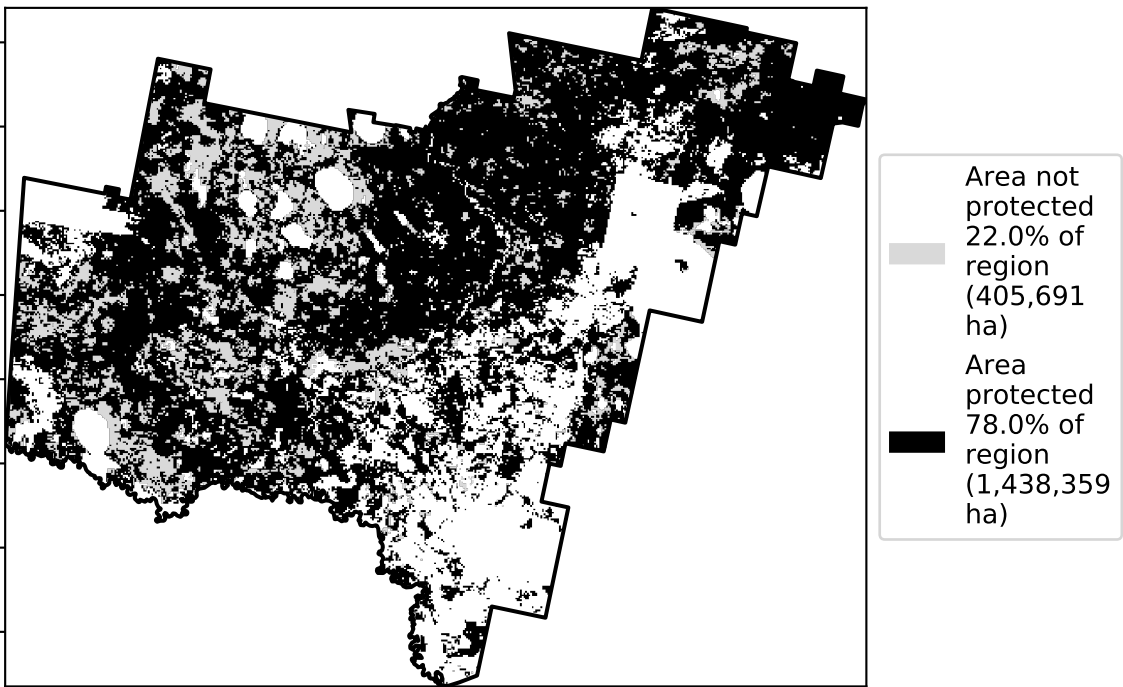 Area not
protected
22.0% of
region
(405,691
ha)
Area
protected
78.0% of
region
(1,438,359
ha)